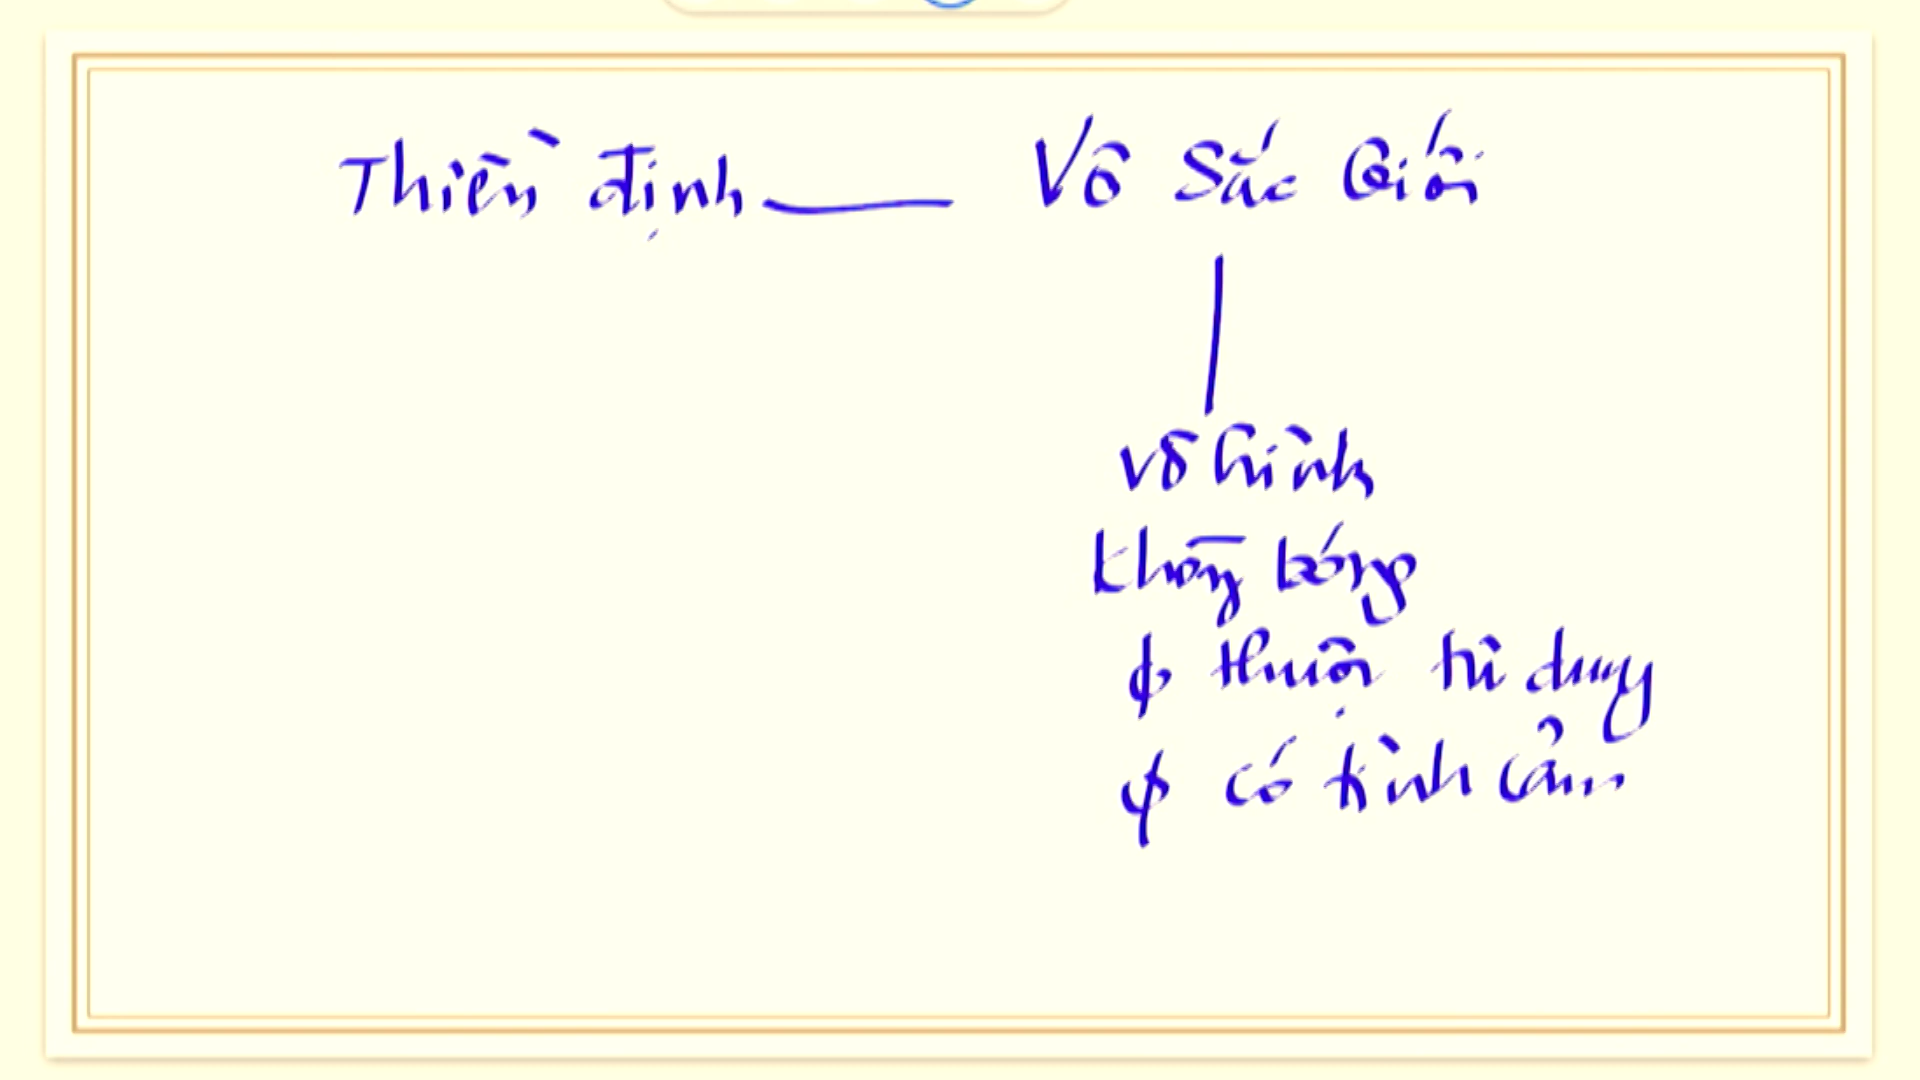 Thiền định — Vô Sắc Giới
vô hình
không bóng
ϕ thuộc tư duy
ϕ có tình cảm